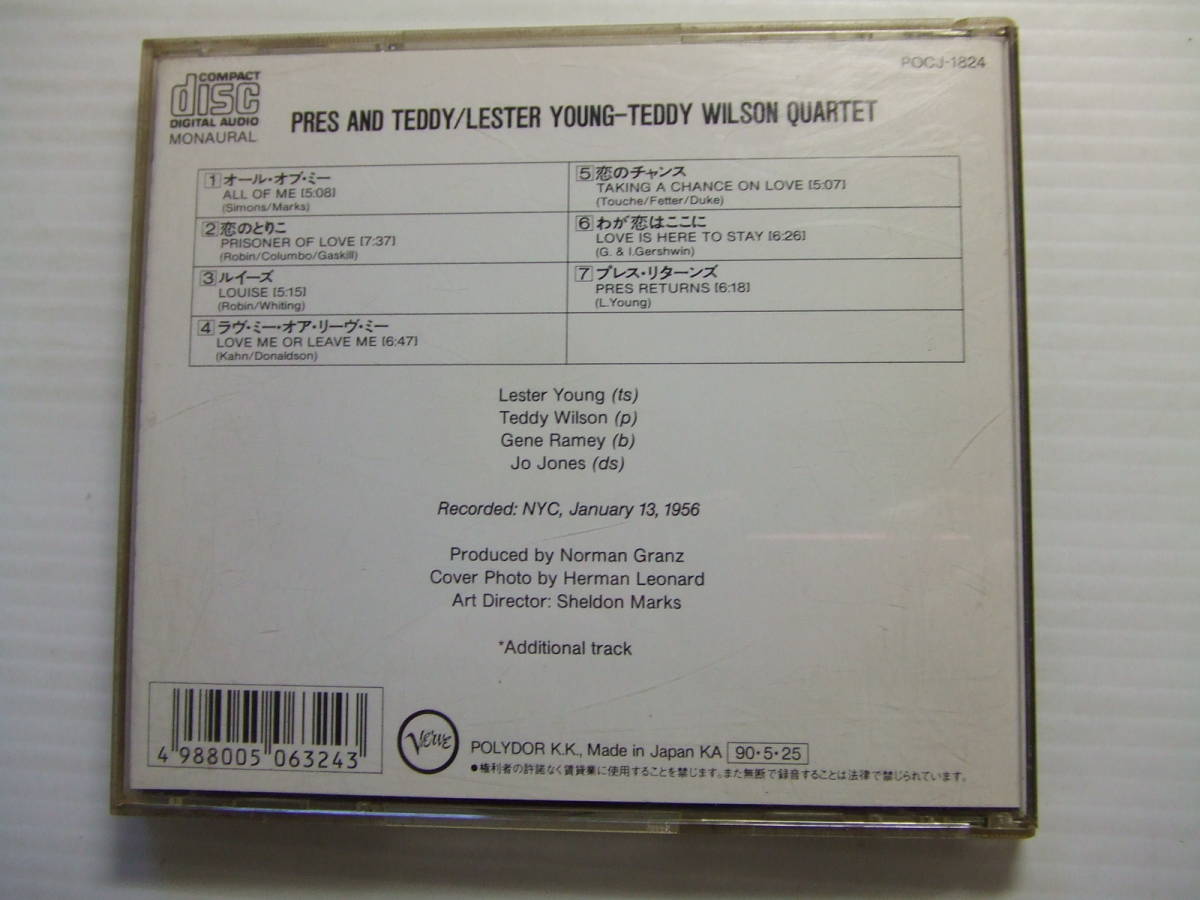 COMPACT
disc
DIGITAL AUDIO
MONAURAL
POCJ-1824
PRES AND TEDDY/LESTER YOUNG-TEDDY WILSON QUARTET
1 オール・オブ・ミー
ALL OF ME [5:08]
(Simons/Marks)
2 恋のとりこ
PRISONER OF LOVE [7:37]
(Robin/Columbo/Gaskill)
3 ルイーズ
LOUISE [5:15]
(Robin/Whiting)
4 ラヴ・ミー・オア・リーヴ・ミー
LOVE ME OR LEAVE ME [6:47]
(Kahn/Donaldson)
5 恋のチャンス
TAKING A CHANCE ON LOVE [5:07]
(Touche/Fetter/Duke)
6 わが恋はここに
LOVE IS HERE TO STAY [6:26]
(G. & I.Gershwin)
7 プレス・リターンズ
PRES RETURNS [6:18]
(L.Young)
Lester Young (ts)
Teddy Wilson (p)
Gene Ramey (b)
Jo Jones (ds)
Recorded: NYC, January 13, 1956
Produced by Norman Granz
Cover Photo by Herman Leonard
Art Director: Sheldon Marks
*Additional track
4 988005 063243
Verve
POLYDOR K.K., Made in Japan KA 90・5・25
●権利者の許諾なく賃貸業に使用することを禁じます。また無断で録音することは法律で禁じられています。